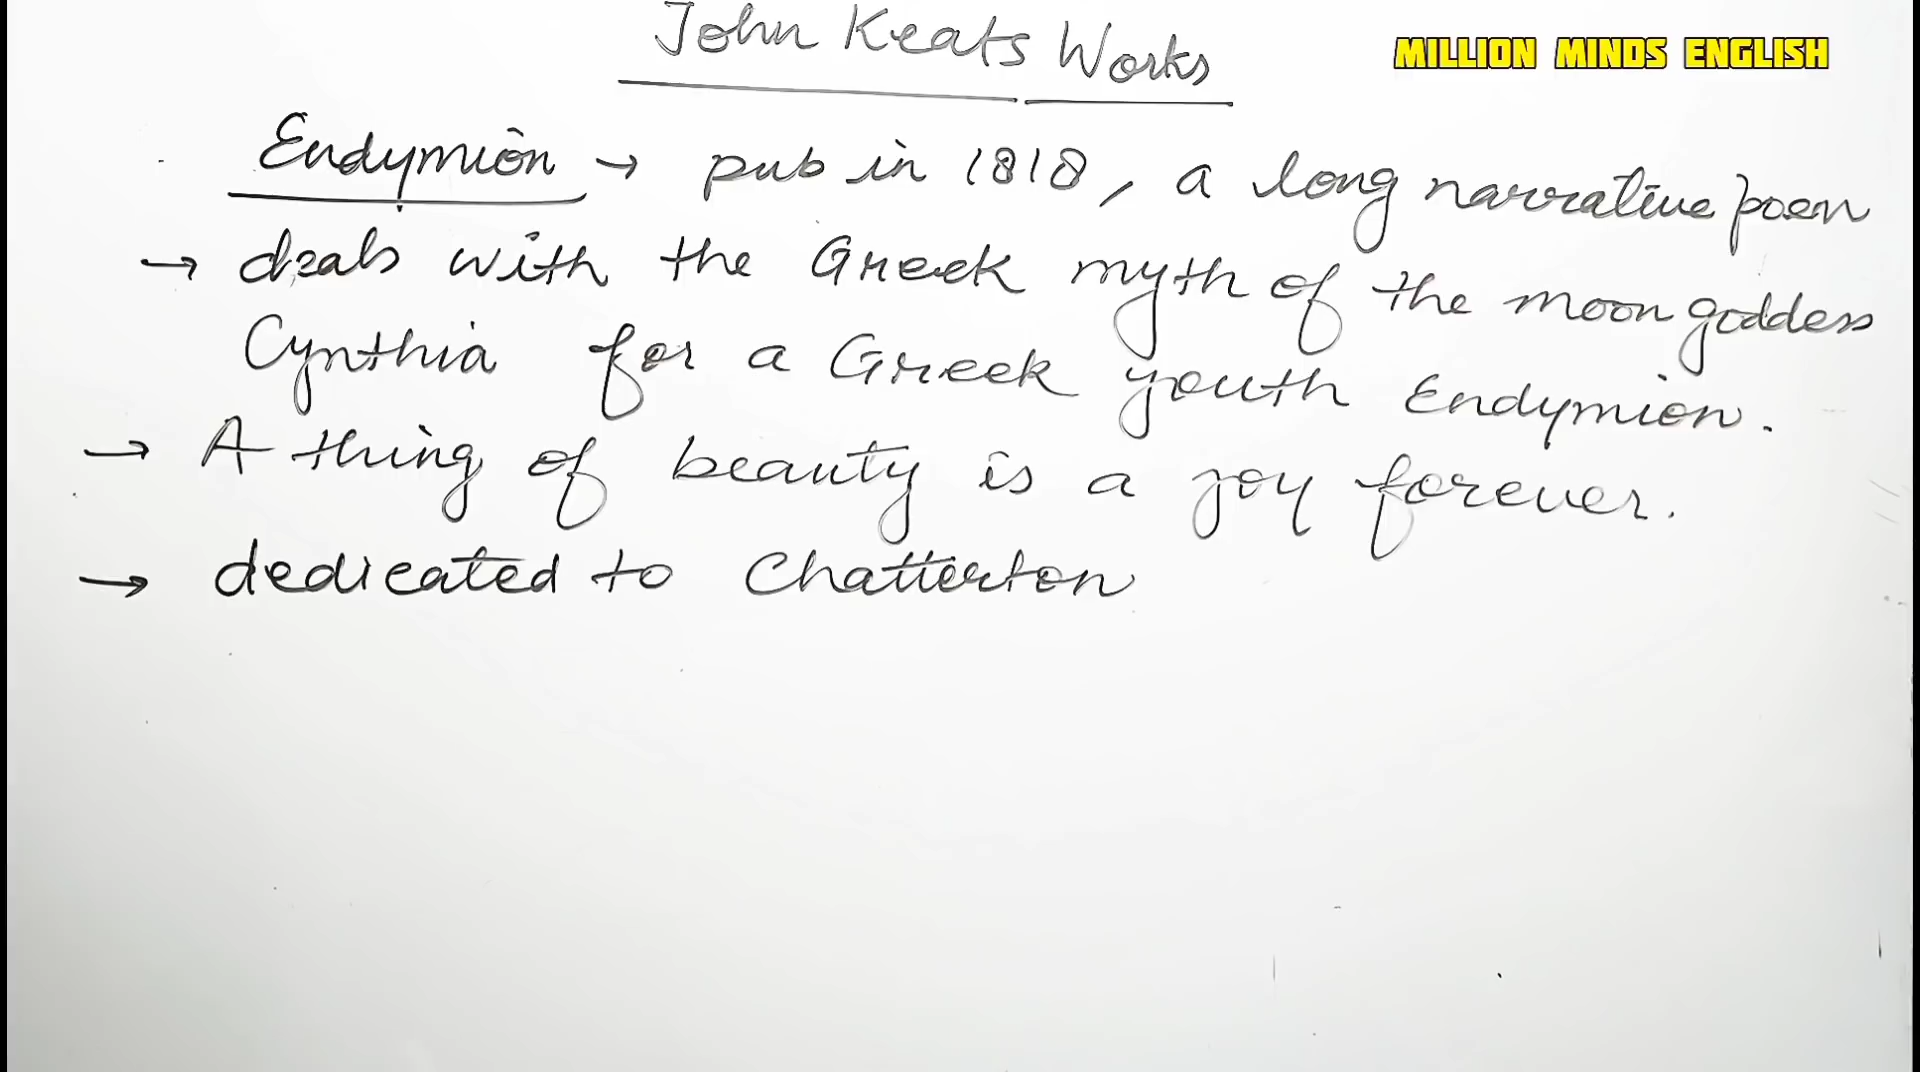 John Keats Works
MILLION MINDS ENGLISH
Endymion → pub in 1818, a long narrative poem
→ deals with the Greek myth of the moon goddess
Cynthia for a Greek youth Endymion.
→ A thing of beauty is a joy forever.
→ dedicated to Chatterton